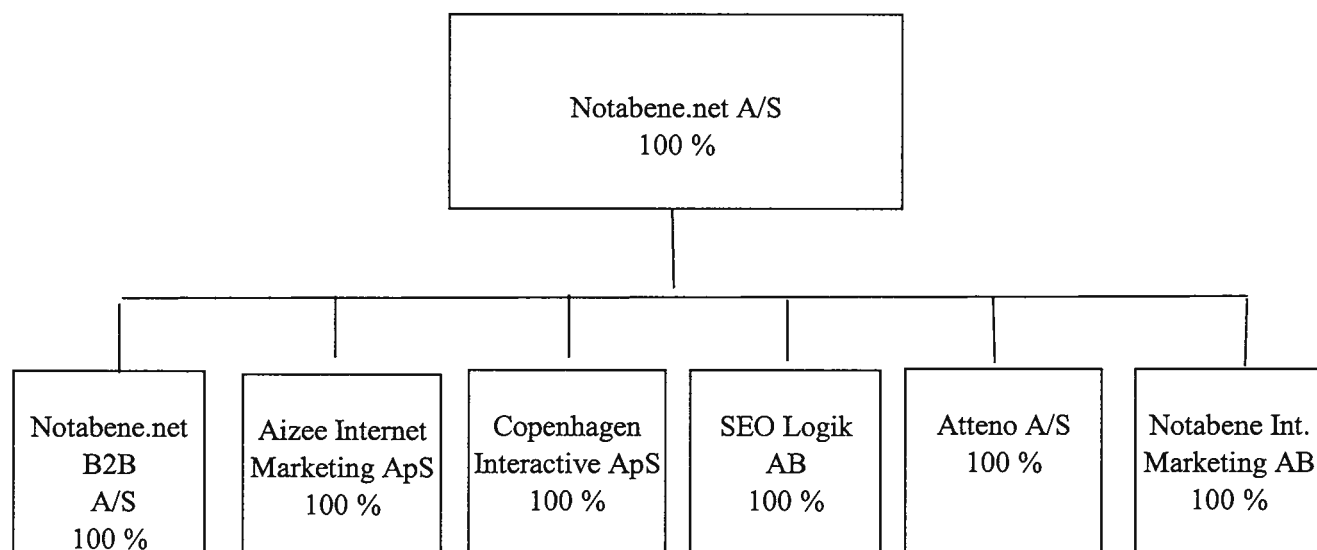 Notabene.net A/S
100 %
Notabene.net
B2B
A/S
100 %
Aizee Internet
Marketing ApS
100 %
Copenhagen
Interactive ApS
100 %
SEO Logik
AB
100 %
Atteno A/S
100 %
Notabene Int.
Marketing AB
100 %